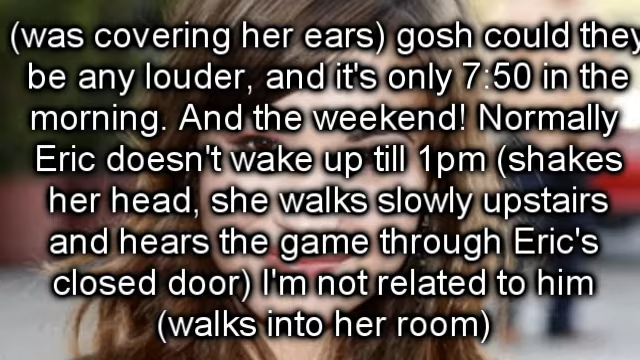 (was covering her ears) gosh could they
be any louder, and it's only 7:50 in the
morning. And the weekend! Normally
Eric doesn't wake up till 1pm (shakes
her head, she walks slowly upstairs
and hears the game through Eric's
closed door) I'm not related to him
(walks into her room)